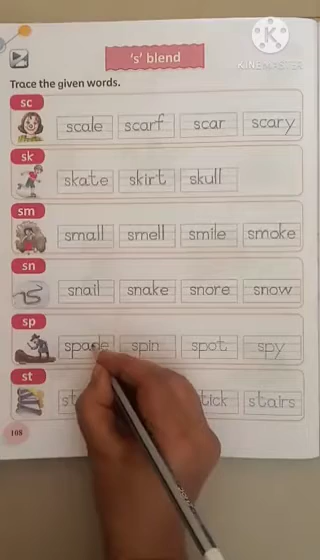 's' blend
KINEMASTER
Trace the given words.
sc
scale scarf scar scary
sk
skate skirt skull
sm
small smell smile smoke
sn
snail snake snore snow
sp
spade spin spot spy
st
stairs
108